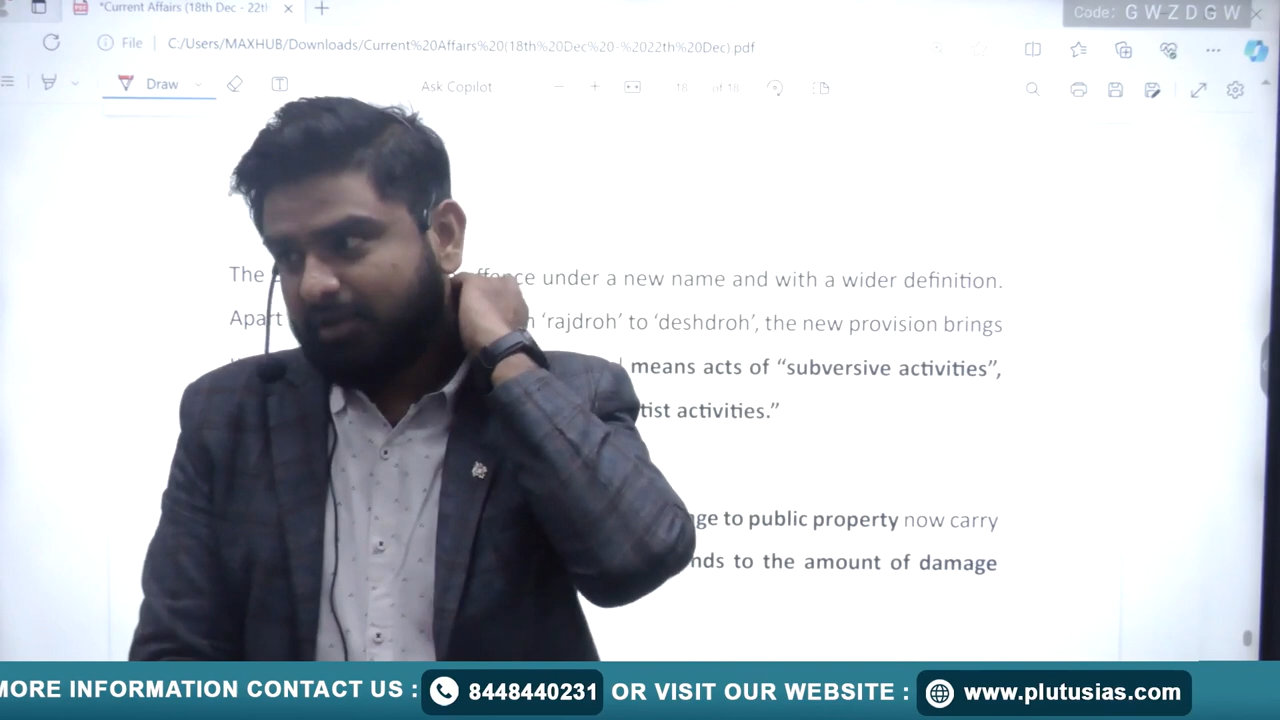 *Current Affairs (18th Dec - 22th
Code: G W Z D G W
File | C:/Users/MAXHUB/Downloads/Current%20Affairs%20(18th%20Dec%20-%2022th%20Dec).pdf
Draw
Ask Copilot
18 of 18
The offence under a new name and with a wider definition.
Apart 'rajdroh' to 'deshdroh', the new provision brings
means acts of "subversive activities",
activities."
to public property now carry
to the amount of damage
MORE INFORMATION CONTACT US : 8448440231 OR VISIT OUR WEBSITE : www.plutusias.com